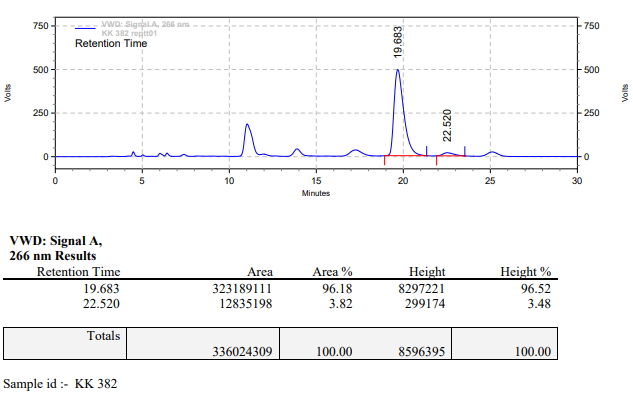 VWD: Signal A, 266 nm
KK 382 repttt01
Retention Time
750
500
250
0
Volts
19.683
22.520
750
500
250
0
Volts
0 5 10 15 20 25 30
Minutes
VWD: Signal A,
266 nm Results
Retention Time Area Area % Height Height %
19.683 323189111 96.18 8297221 96.52
22.520 12835198 3.82 299174 3.48
Totals
336024309 100.00 8596395 100.00
Sample id :- KK 382